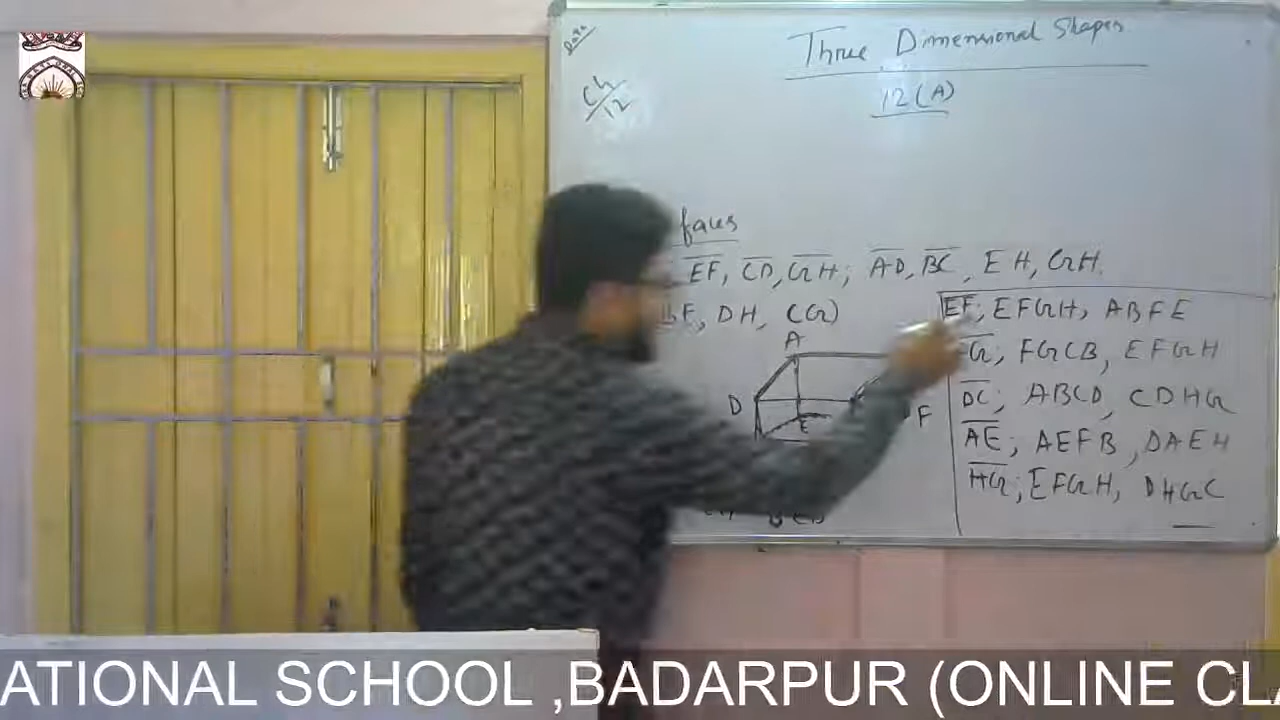 Three Dimensional Shapes
Ch/12
12(A)
faces
EF, CD, GH; AD, BC, EH, GH.
BF, DH, CG)
EF; EFGH, ABFE
G; FGCB, EFGH
DC; ABCD, CDHG
AE; AEFB, DAEH
HG; EFGH, DHGC
A
D
E
F
ATIONAL SCHOOL ,BADARPUR (ONLINE CL